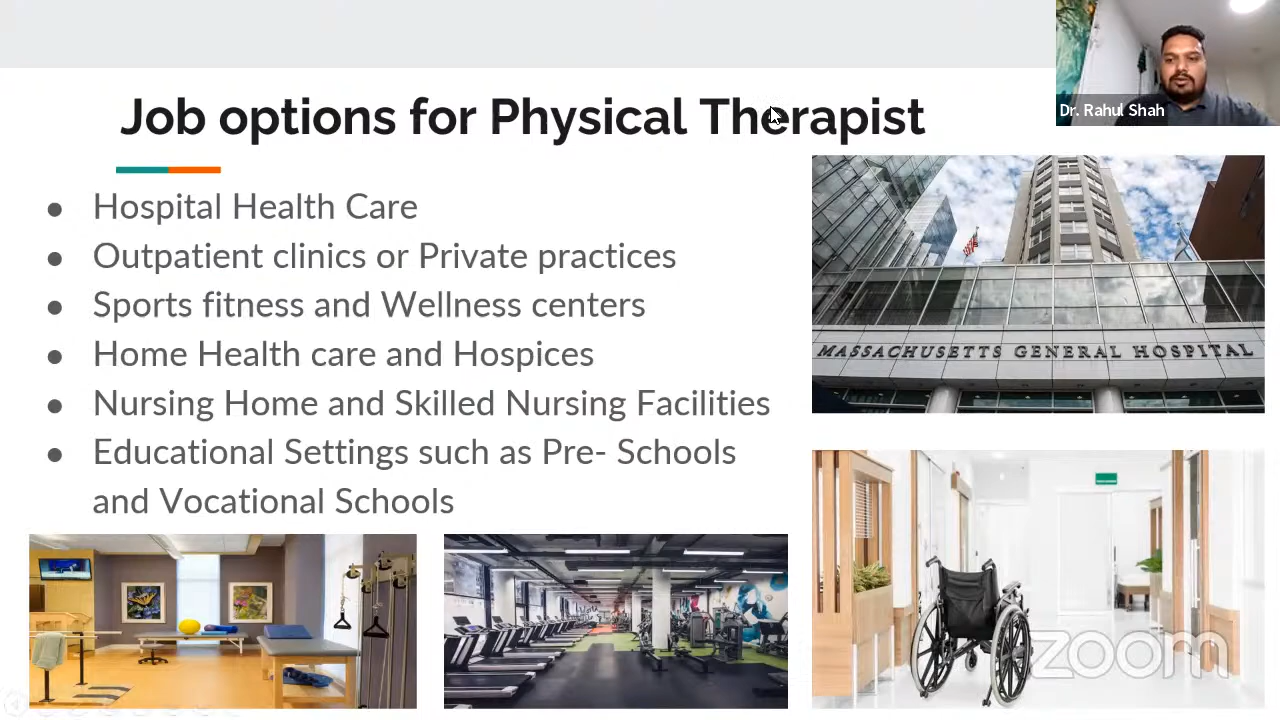 Job options for Physical Therapist
Dr. Rahul Shah
● Hospital Health Care
● Outpatient clinics or Private practices
● Sports fitness and Wellness centers
● Home Health care and Hospices
● Nursing Home and Skilled Nursing Facilities
● Educational Settings such as Pre- Schools
and Vocational Schools
MASSACHUSETTS GENERAL HOSPITAL
zoom